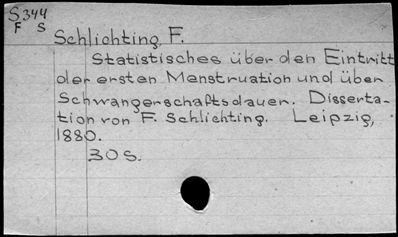 S344
F S
Schlichting F.
Statistisches über den Eintritt
der ersten Menstruation und über
Schwangerschaftsdauer. Disserta-
tion von F. Schlichting. Leipzig,
1880.
30 S.